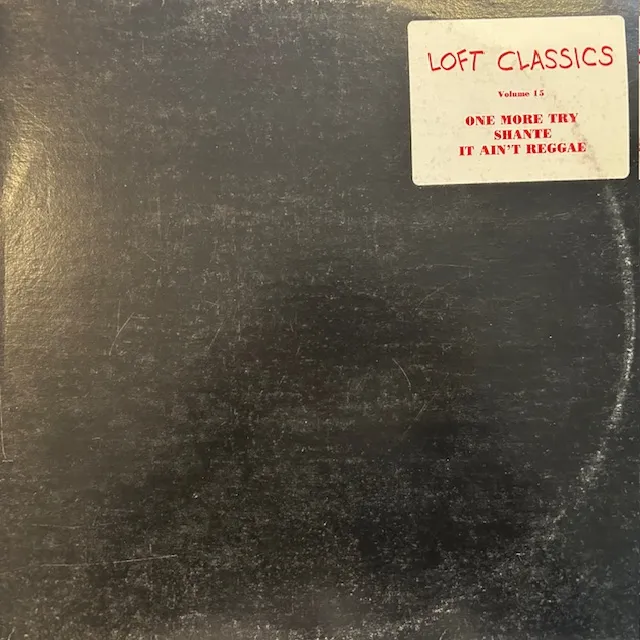 LOFT CLASSICS
Volume 15
ONE MORE TRY
SHANTE
IT AIN'T REGGAE